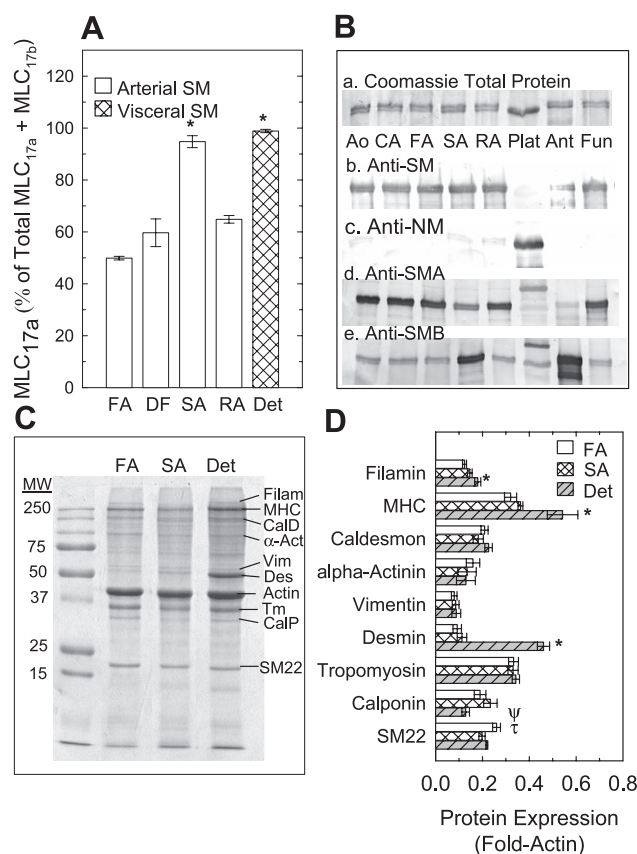 A
MLC17a (% of Total MLC17a + MLC17b)
120
100
80
60
40
20
0
Arterial SM
Visceral SM
*
*
FA DF SA RA Det
B
a. Coomassie Total Protein
Ao CA FA SA RA Plat Ant Fun
b. Anti-SM
c. Anti-NM
d. Anti-SMA
e. Anti-SMB
C
FA SA Det
MW
250
75
50
37
25
15
Filam
MHC
CalD
α-Act
Vim
Des
Actin
Tm
CalP
SM22
D
FA
SA
Det
Filamin
*
MHC
*
Caldesmon
alpha-Actinin
Vimentin
Desmin
*
Tropomyosin
Calponin
ψ
τ
SM22
0.0 0.2 0.4 0.6 0.8
Protein Expression
(Fold-Actin)